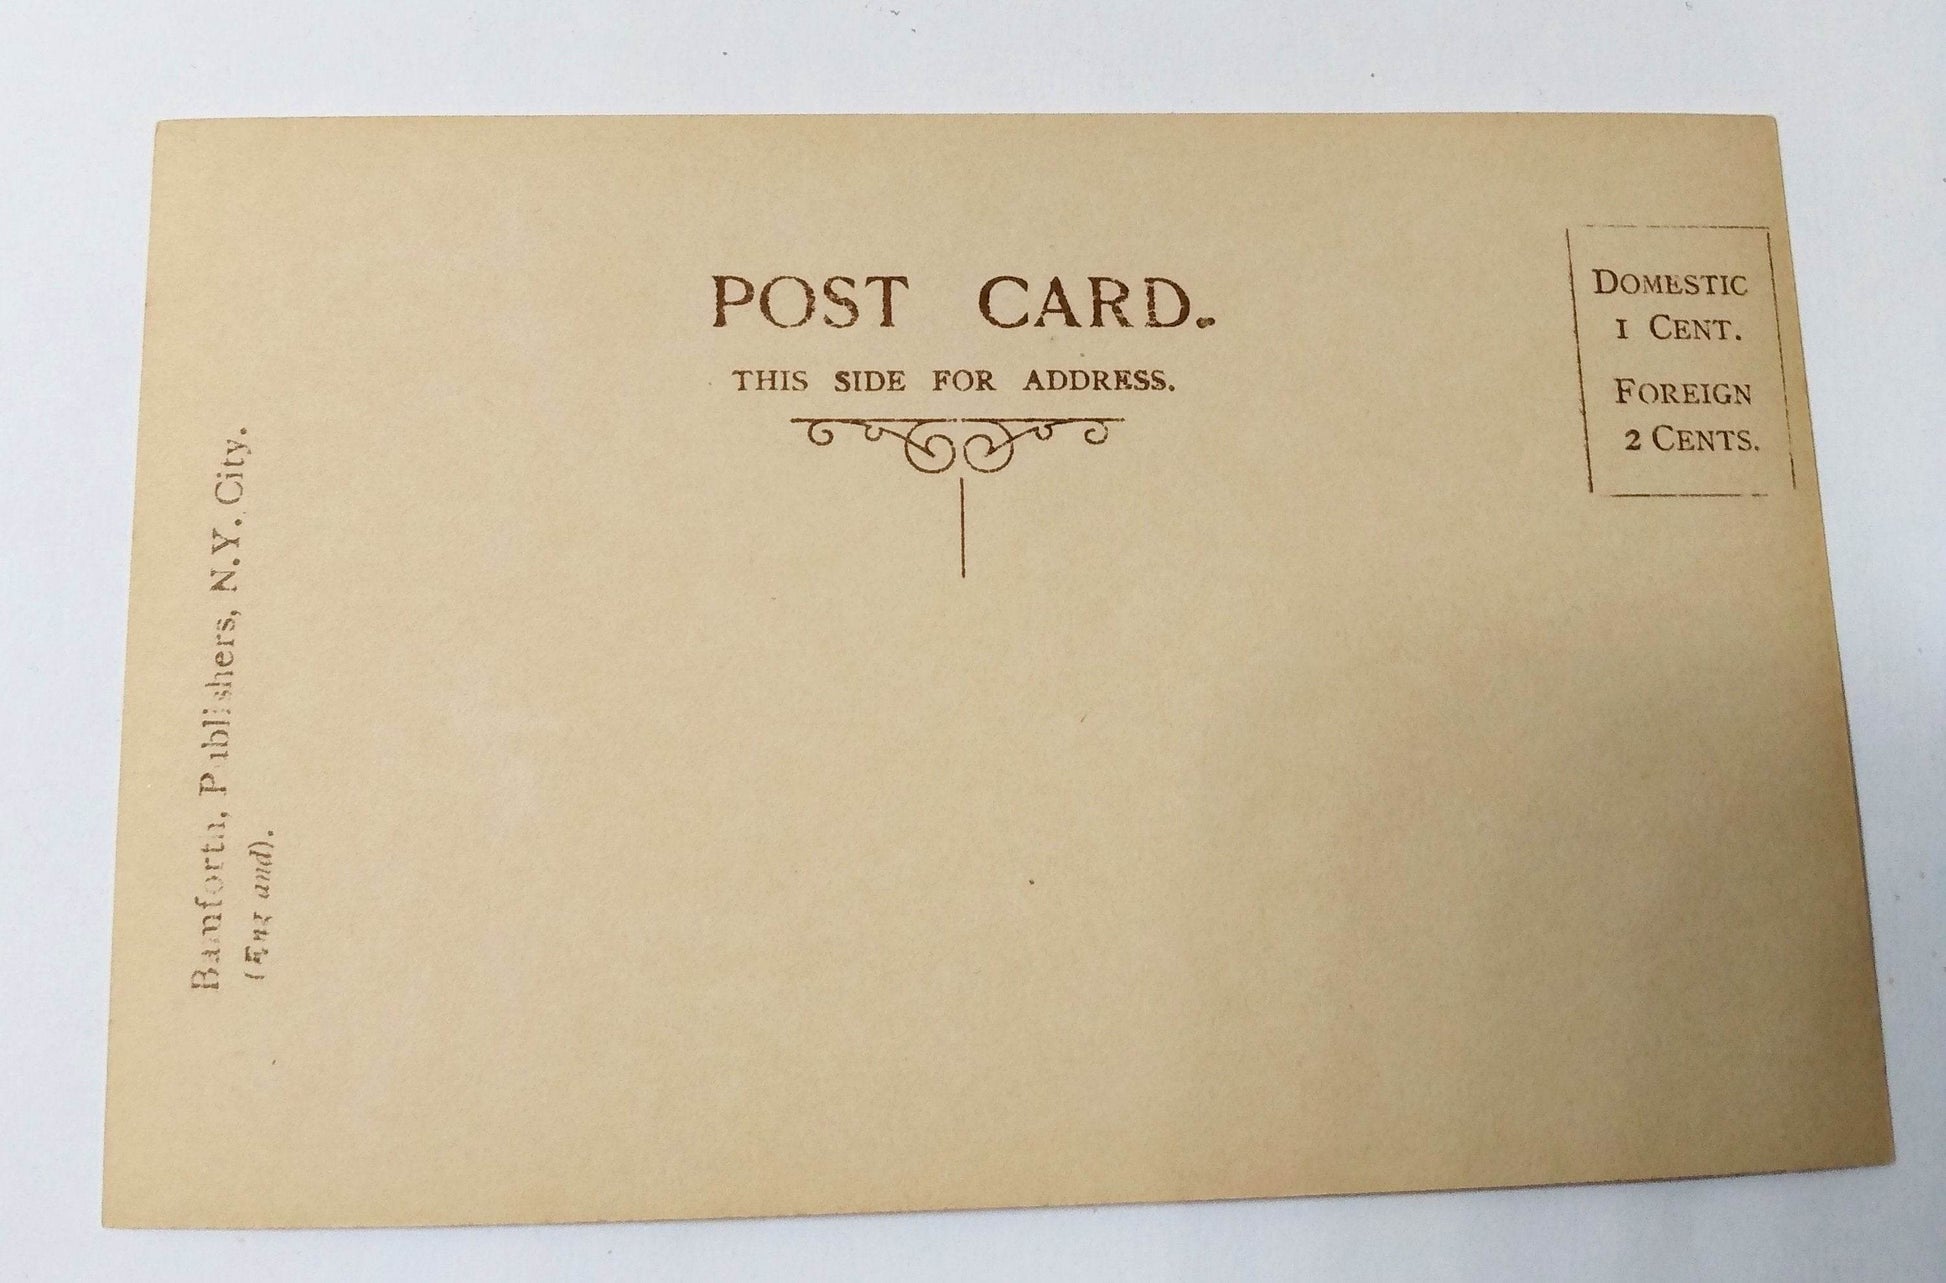 POST CARD.
THIS SIDE FOR ADDRESS.
DOMESTIC
1 CENT.
FOREIGN
2 CENTS.
Bamforth, Publishers, N.Y. City.
(England).